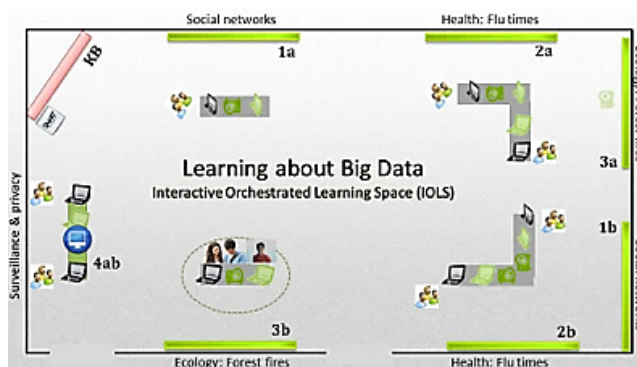 Social networks
Health: Flu times
1a
2a
KB
3a
Learning about Big Data
Interactive Orchestrated Learning Space (IOLS)
Surveillance & privacy
1b
4ab
3b
2b
Ecology: Forest fires
Health: Flu times